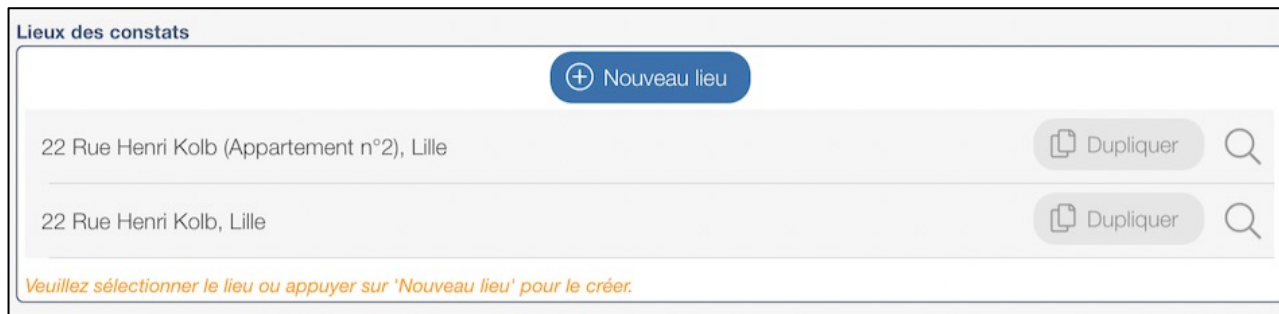 Lieux des constats
Nouveau lieu
22 Rue Henri Kolb (Appartement n°2), Lille
Dupliquer
22 Rue Henri Kolb, Lille
Dupliquer
Veuillez sélectionner le lieu ou appuyer sur 'Nouveau lieu' pour le créer.